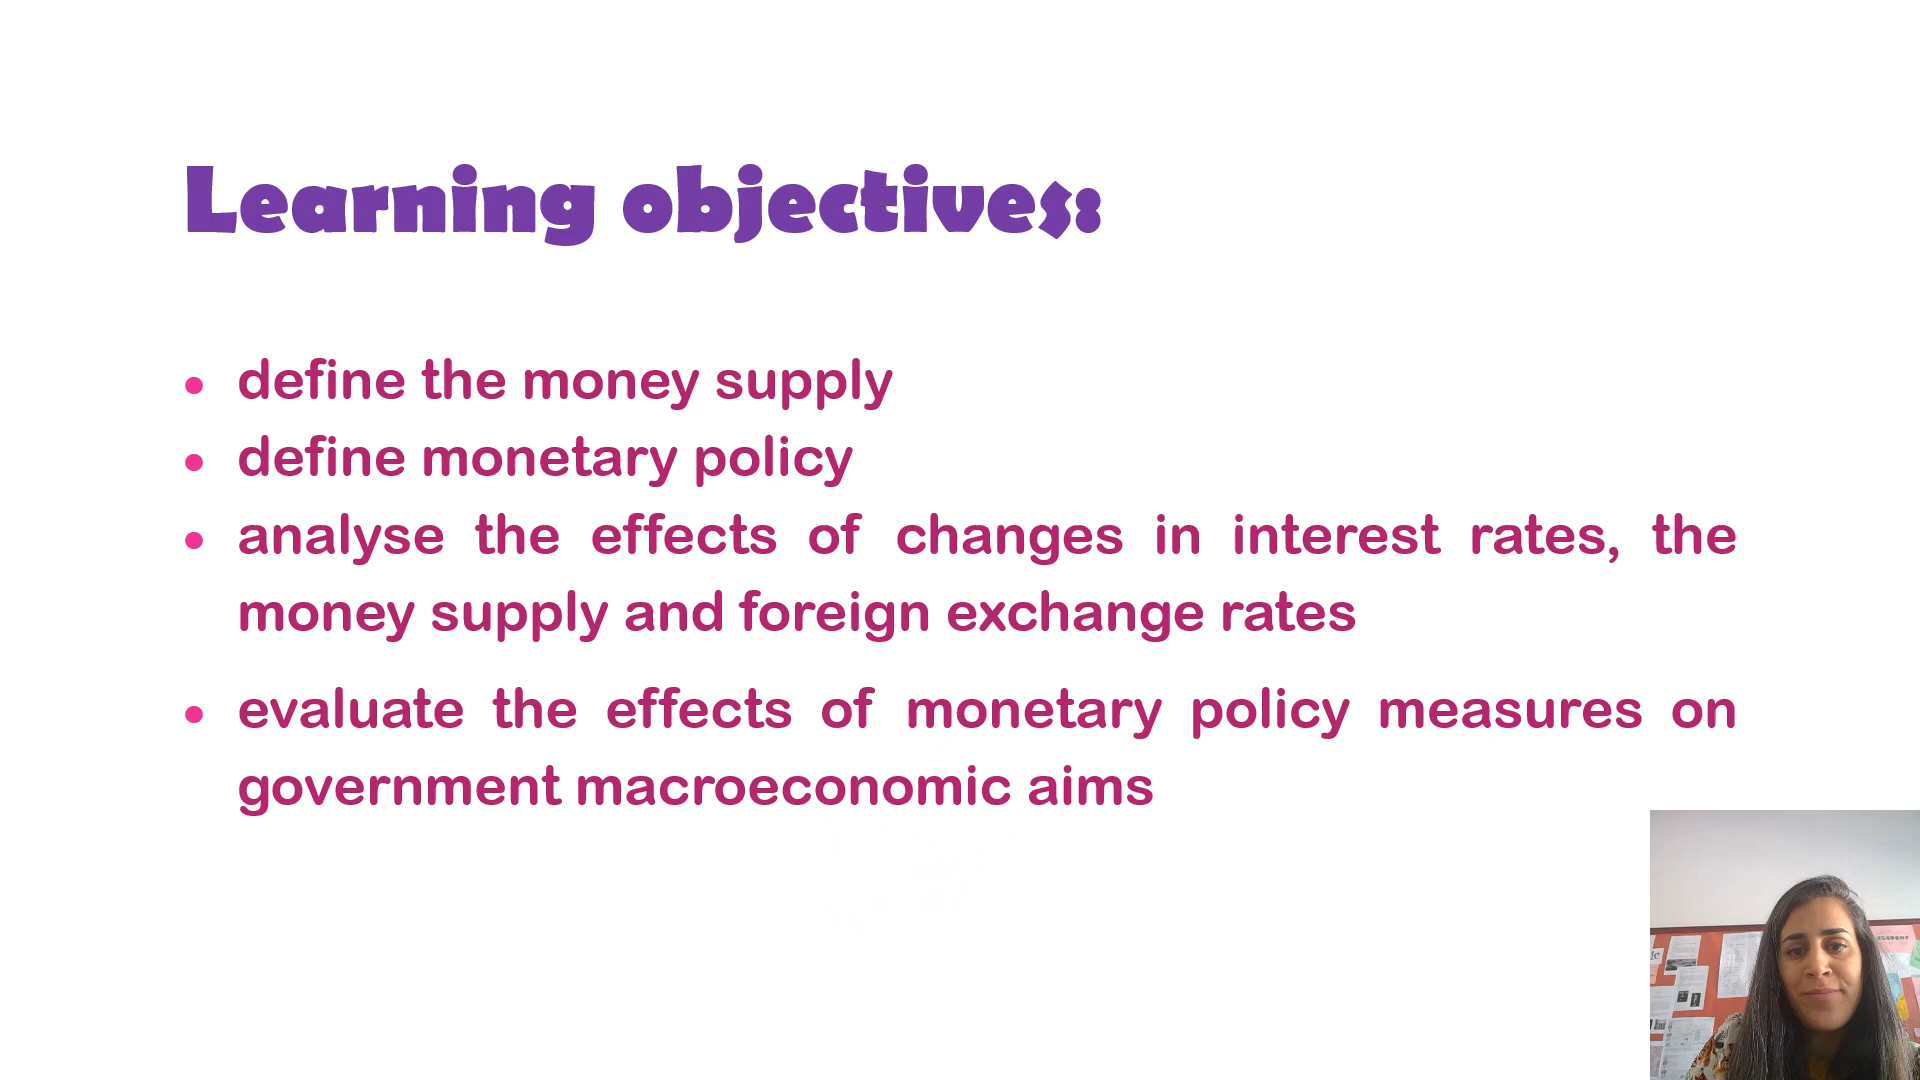 Learning objectives:
• define the money supply
• define monetary policy
• analyse the effects of changes in interest rates, the
money supply and foreign exchange rates
• evaluate the effects of monetary policy measures on
government macroeconomic aims